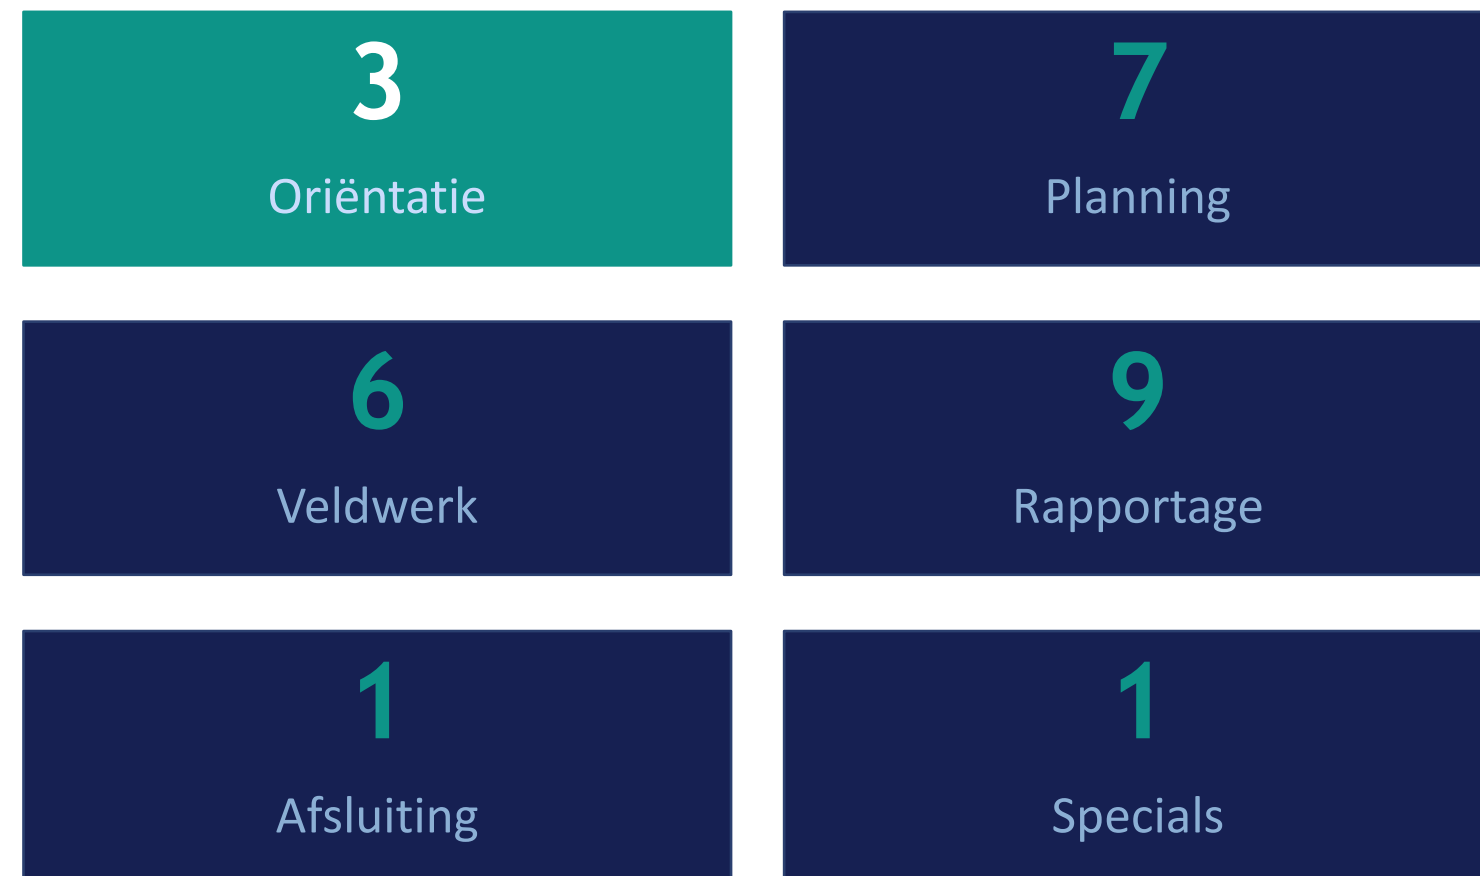 3
Oriëntatie
7
Planning
6
Veldwerk
9
Rapportage
1
Afsluiting
1
Specials